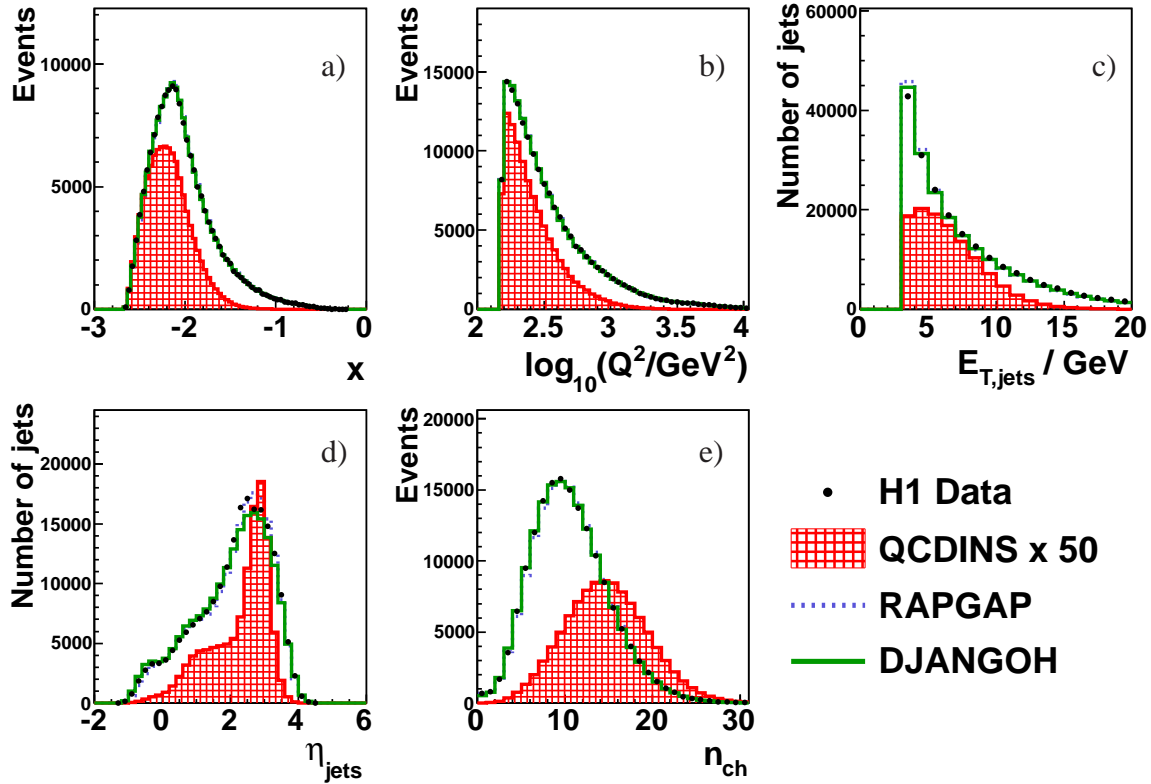 Events
10000
5000
0
-3 -2 -1 0
x
a)
Events
15000
10000
5000
0
2 2.5 3 3.5 4
log10(Q2/GeV2)
b)
Number of jets
60000
40000
20000
0
0 5 10 15 20
E T,jets / GeV
c)
Number of jets
20000
15000
10000
5000
0
-2 0 2 4 6
η jets
d)
Events
20000
15000
10000
5000
0
0 10 20 30
n ch
e)
H1 Data
QCDINS x 50
RAPGAP
DJANGOH